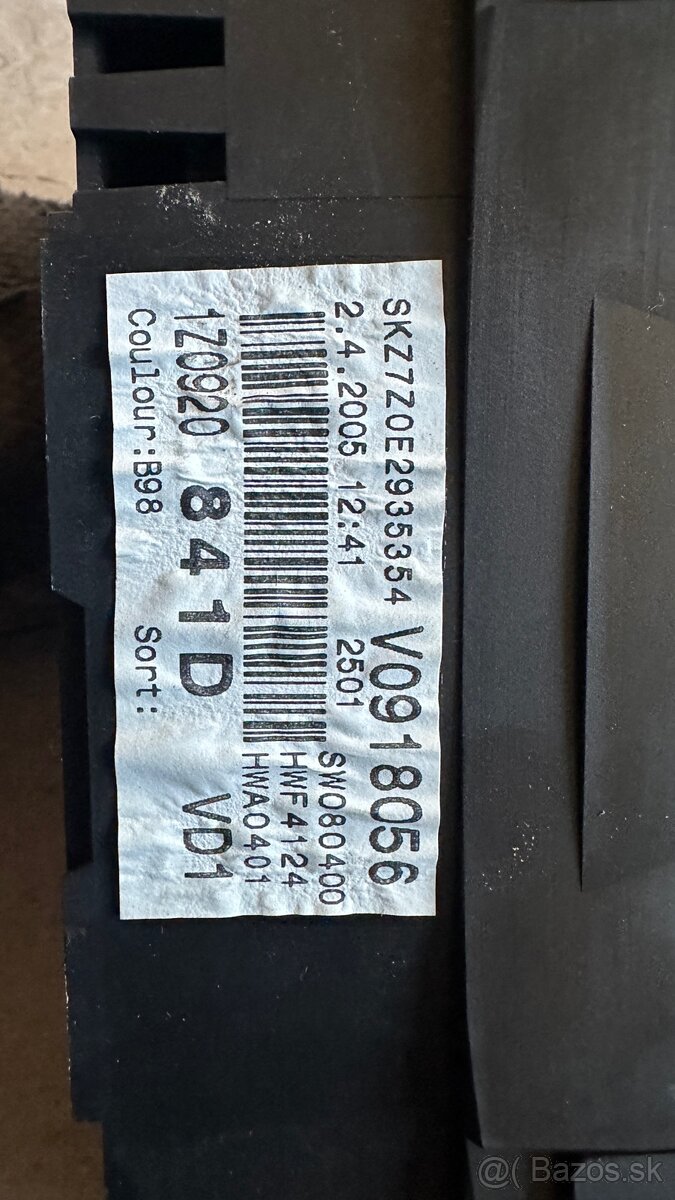 SKZ7Z0E2935354 V0918056
2.4.2005 12:41 2501
SW080400
HWF4124
HWA0401
1Z0920 841D VD1
Coulour:B98 Sort:
@( Bazos.sk